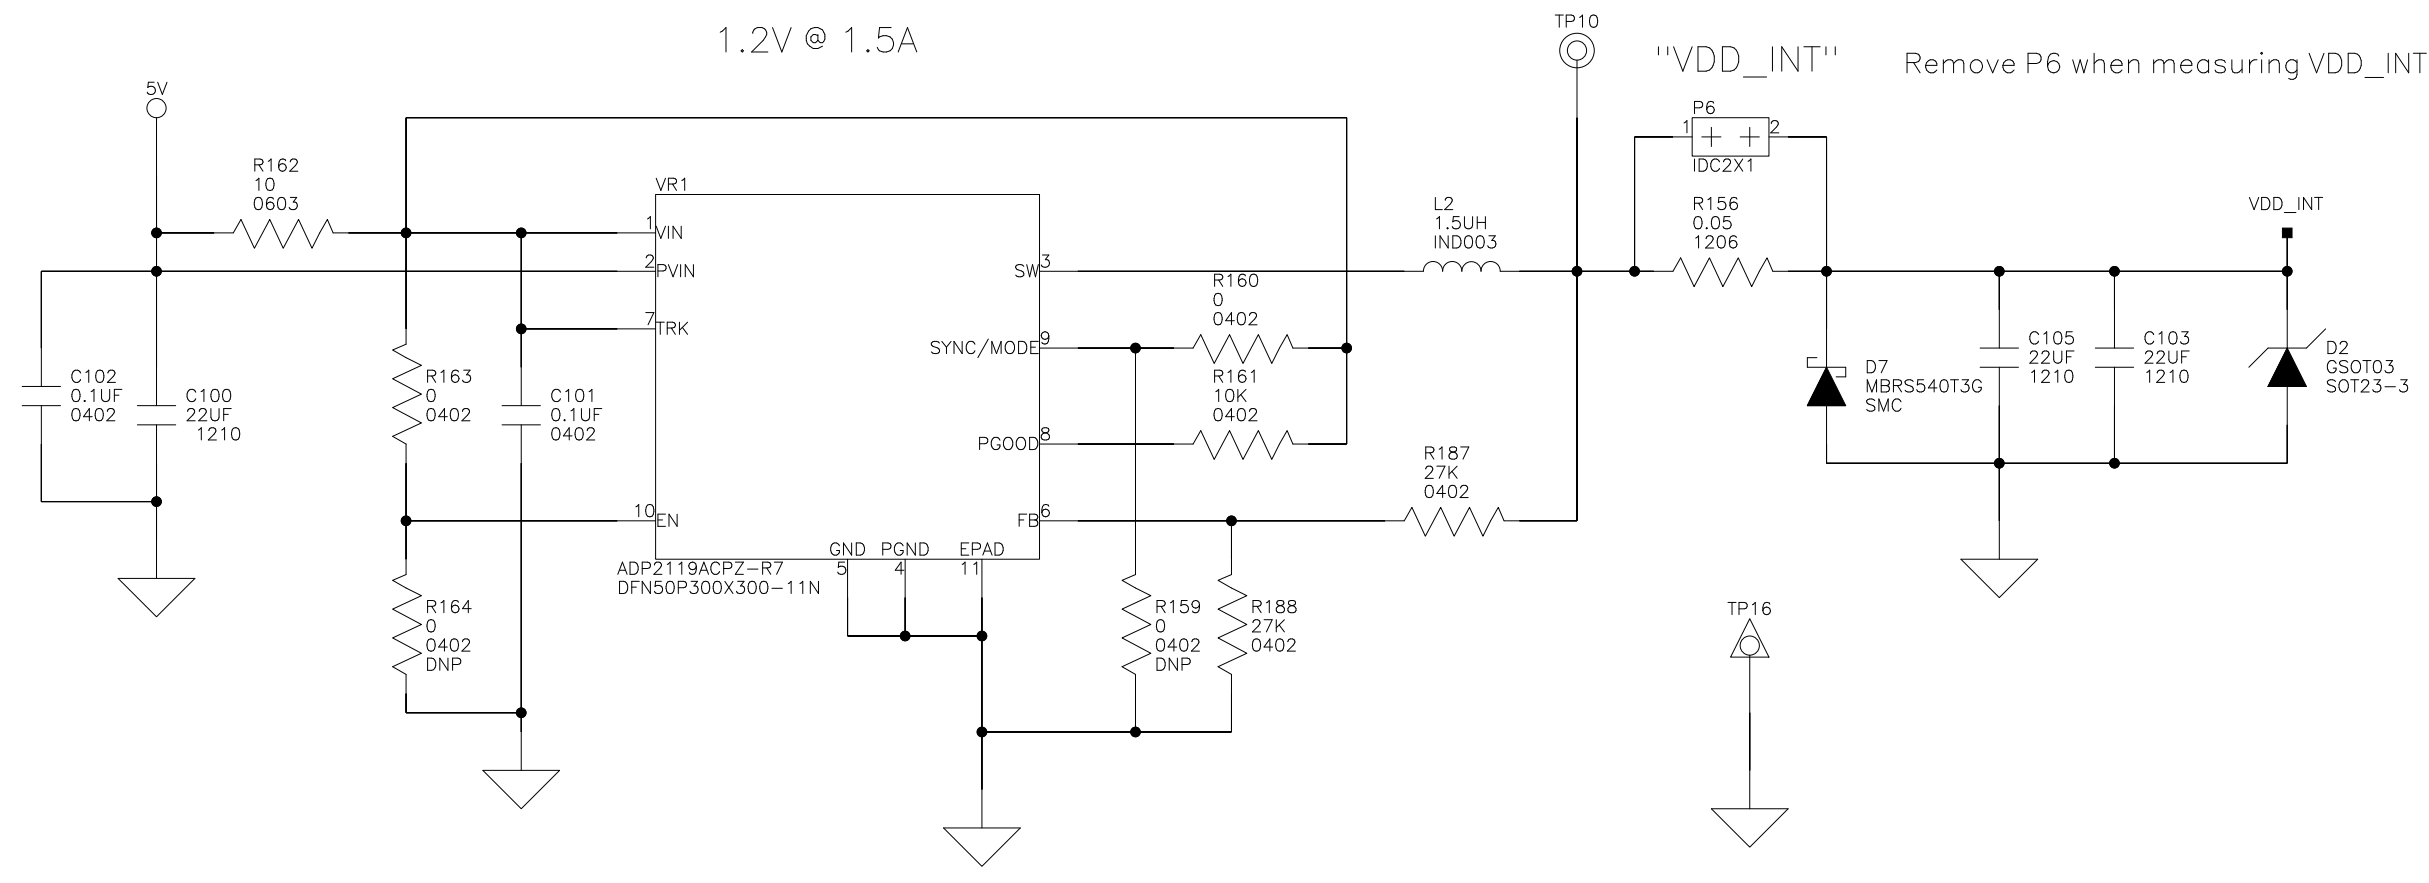 1.2V @ 1.5A
TP10
"VDD_INT"
Remove P6 when measuring VDD_INT
5V
P6
1
2
IDC2X1
R162
10
0603
VR1
1
VIN
2
PVIN
7
TRK
10
EN
SW
3
SYNC/MODE
9
PGOOD
8
FB
6
GND
PGND
EPAD
5
4
11
ADP2119ACPZ-R7
DFN50P300X300-11N
L2
1.5UH
IND003
R156
0.05
1206
VDD_INT
R160
0
0402
R161
10K
0402
C102
0.1UF
0402
C100
22UF
1210
R163
0
0402
C101
0.1UF
0402
R187
27K
0402
D7
MBRS540T3G
SMC
C105
22UF
1210
C103
22UF
1210
D2
GSOT03
SOT23-3
R164
0
0402
DNP
R159
0
0402
DNP
R188
27K
0402
TP16